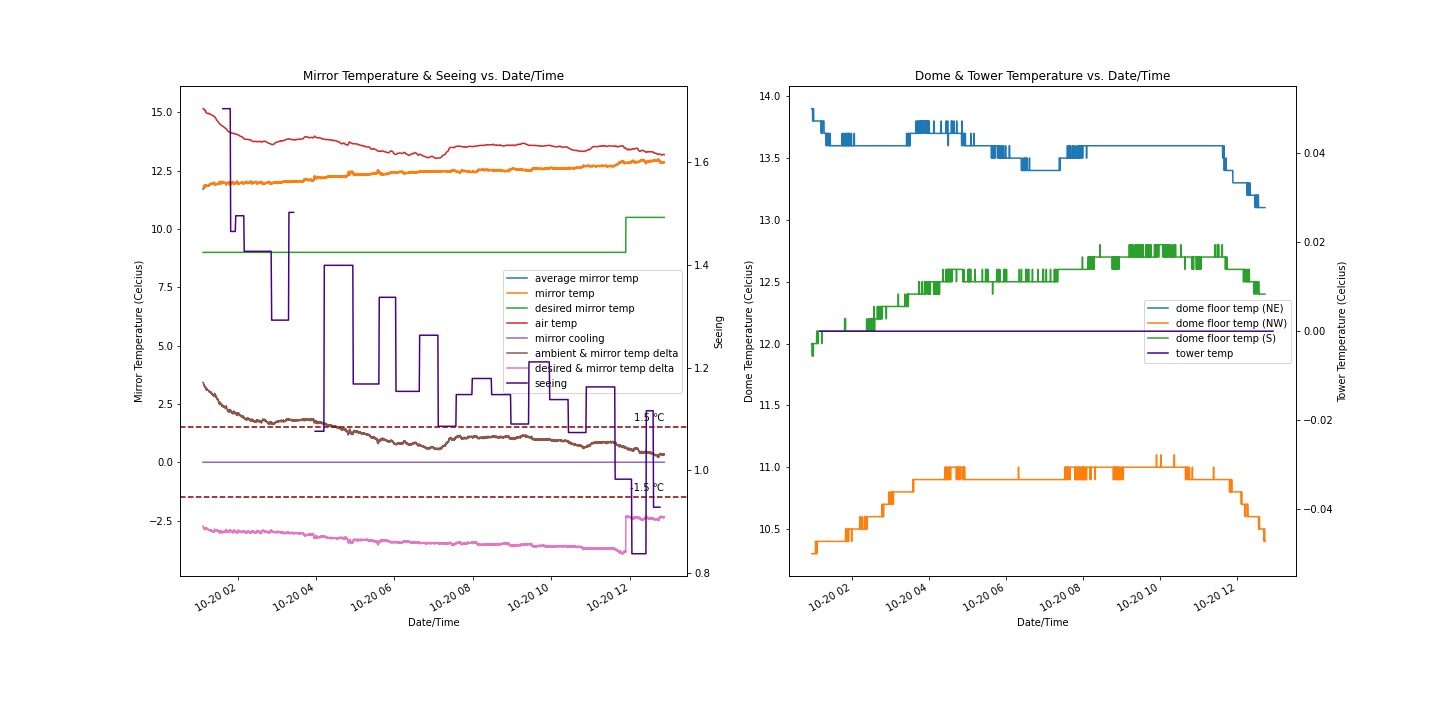 Mirror Temperature & Seeing vs. Date/Time
15.0
12.5
10.0
7.5
5.0
2.5
0.0
−2.5
Mirror Temperature (Celcius)
1.6
1.4
1.2
1.0
0.8
Seeing
average mirror temp
mirror temp
desired mirror temp
air temp
mirror cooling
ambient & mirror temp delta
desired & mirror temp delta
seeing
1.5 °C
-1.5 °C
10-20 02
10-20 04
10-20 06
10-20 08
10-20 10
10-20 12
Date/Time
Dome & Tower Temperature vs. Date/Time
14.0
13.5
13.0
12.5
12.0
11.5
11.0
10.5
Dome Temperature (Celcius)
0.04
0.02
0.00
−0.02
−0.04
Tower Temperature (Celcius)
dome floor temp (NE)
dome floor temp (NW)
dome floor temp (S)
tower temp
10-20 02
10-20 04
10-20 06
10-20 08
10-20 10
10-20 12
Date/Time